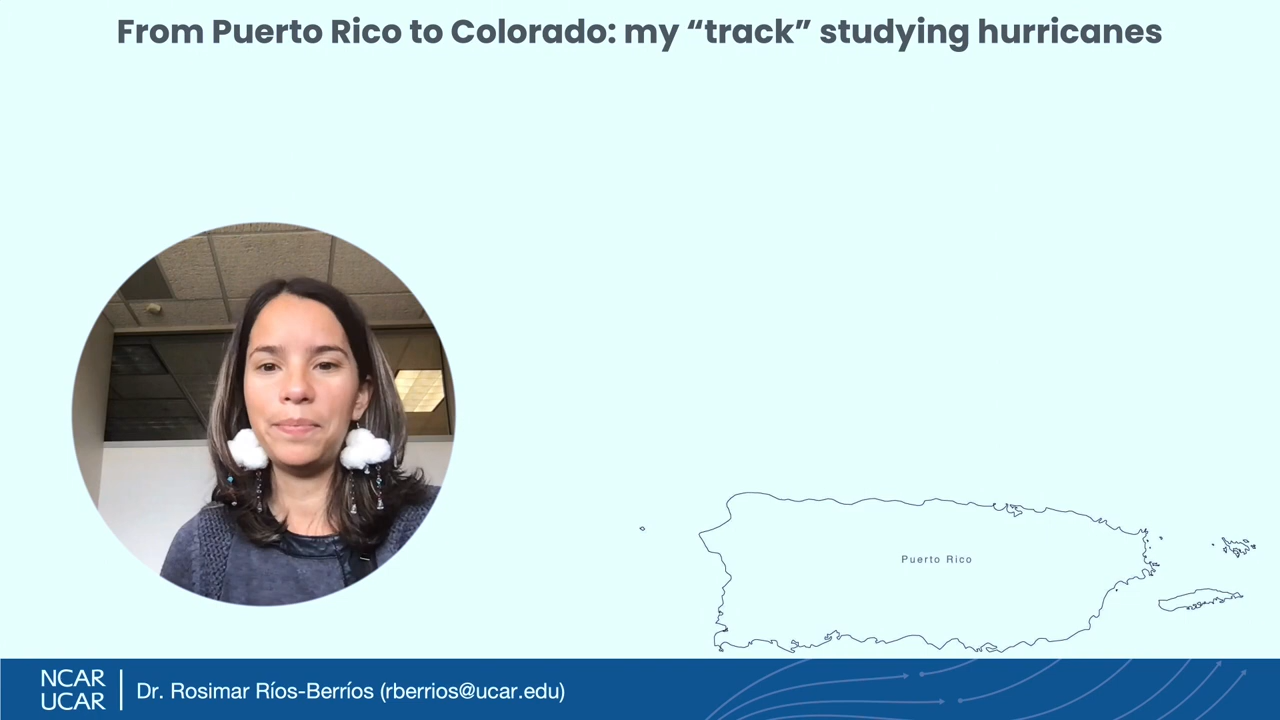 From Puerto Rico to Colorado: my “track” studying hurricanes
Puerto Rico
NCAR
UCAR
Dr. Rosimar Ríos-Berríos (rberrios@ucar.edu)